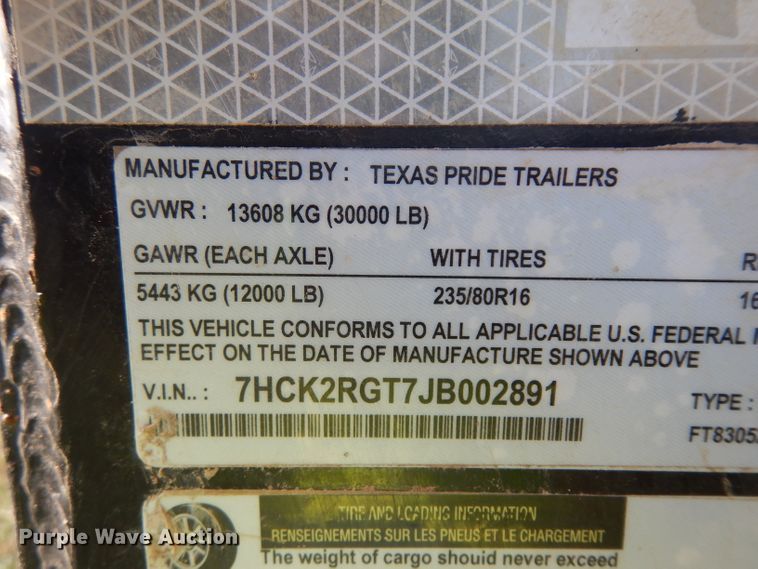 MANUFACTURED BY : TEXAS PRIDE TRAILERS
GVWR : 13608 KG (30000 LB)
GAWR (EACH AXLE) WITH TIRES R
5443 KG (12000 LB) 235/80R16 16
THIS VEHICLE CONFORMS TO ALL APPLICABLE U.S. FEDERAL
EFFECT ON THE DATE OF MANUFACTURE SHOWN ABOVE
V.I.N.. : 7HCK2RGT7JB002891 TYPE :
FT8305
TIRE AND LOADING INFORMATION
RENSEIGNEMENTS SUR LES PNEUS ET LE CHARGEMENT
The weight of cargo should never exceed
Purple Wave Auction